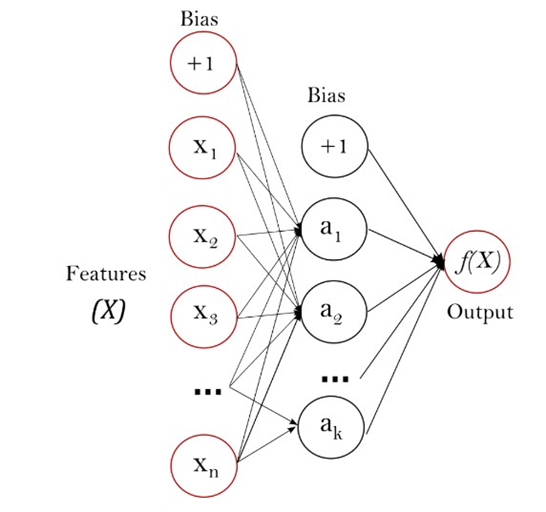 Bias
+1
x1
x2
x3
...
xn
Features
(X)
Bias
+1
a1
a2
...
ak
f(X)
Output